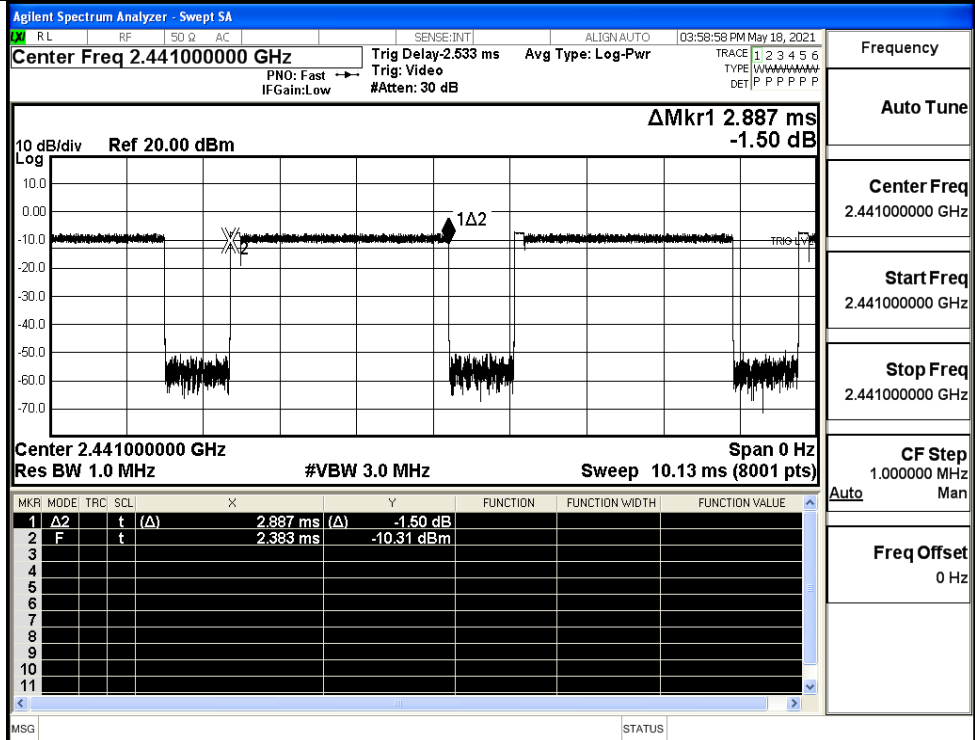 Agilent Spectrum Analyzer - Swept SA
LXI RL RF 50 Ω AC SENSE:INT ALIGN AUTO 03:58:58 PM May 18, 2021
Center Freq 2.441000000 GHz Trig Delay-2.533 ms Avg Type: Log-Pwr TRACE 1 2 3 4 5 6
PNO: Fast Trig: Video TYPE WWWWWW
IFGain:Low #Atten: 30 dB DET P P P P P P
Frequency
ΔMkr1 2.887 ms
-1.50 dB
10 dB/div Ref 20.00 dBm
Log
10.0
0.00
-10.0
-20.0
-30.0
-40.0
-50.0
-60.0
-70.0
1Δ2
2
TRIG LVL
Center 2.441000000 GHz Span 0 Hz
Res BW 1.0 MHz #VBW 3.0 MHz Sweep 10.13 ms (8001 pts)
MKR MODE TRC SCL X Y FUNCTION FUNCTION WIDTH FUNCTION VALUE
1 Δ2 t (Δ) 2.887 ms (Δ) -1.50 dB
2 F t 2.383 ms -10.31 dBm
3
4
5
6
7
8
9
10
11
MSG STATUS
Auto Tune
Center Freq
2.441000000 GHz
Start Freq
2.441000000 GHz
Stop Freq
2.441000000 GHz
CF Step
1.000000 MHz
Auto Man
Freq Offset
0 Hz